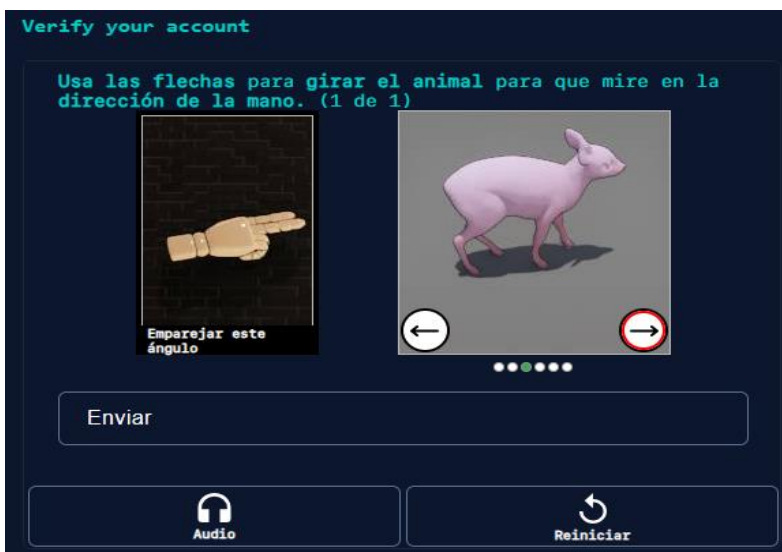 Verify your account
Usa las flechas para girar el animal para que mire en la
dirección de la mano. (1 de 1)
Emparejar este
ángulo
Enviar
Audio
Reiniciar